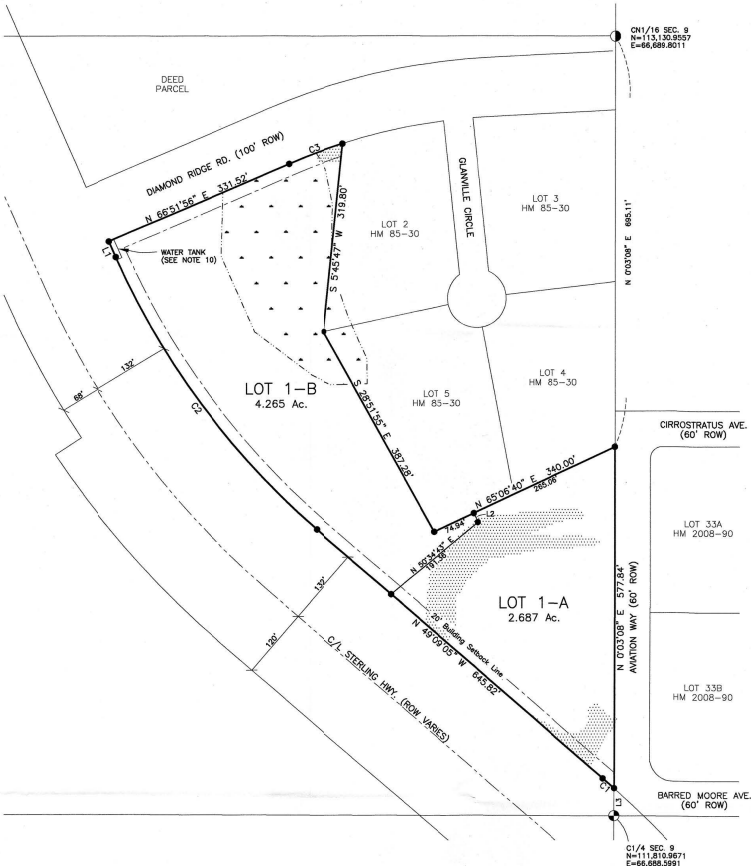 CN1/16 SEC. 9
N=113,130.9557
E=66,689.8011
DEED
PARCEL
DIAMOND RIDGE RD. (100' ROW)
C3
N 66°51'56" E 331.52'
L1
WATER TANK
(SEE NOTE 10)
GLANVILLE CIRCLE
LOT 2
HM 85-30
LOT 3
HM 85-30
N 0°03'08" E 695.11'
S 5°45'47" W 319.80'
132'
68'
C2
LOT 1-B
4.265 Ac.
S 28°51'55" E 387.28'
LOT 5
HM 85-30
LOT 4
HM 85-30
CIRROSTRATUS AVE.
(60' ROW)
N 65°06'40" E 340.00'
265.06'
74.94'
L2
N 50°34'43" E
191.38'
LOT 33A
HM 2008-90
LOT 1-A
2.687 Ac.
N 0°03'08" E 577.84'
AVIATION WAY (60' ROW)
132'
120'
20' Building Setback Line
N 49°09'05" W 645.82'
C/L STERLING HWY. (ROW VARIES)
LOT 33B
HM 2008-90
C1
L3
BARRED MOORE AVE.
(60' ROW)
C1/4 SEC. 9
N=111,810.9671
E=66,688.5991